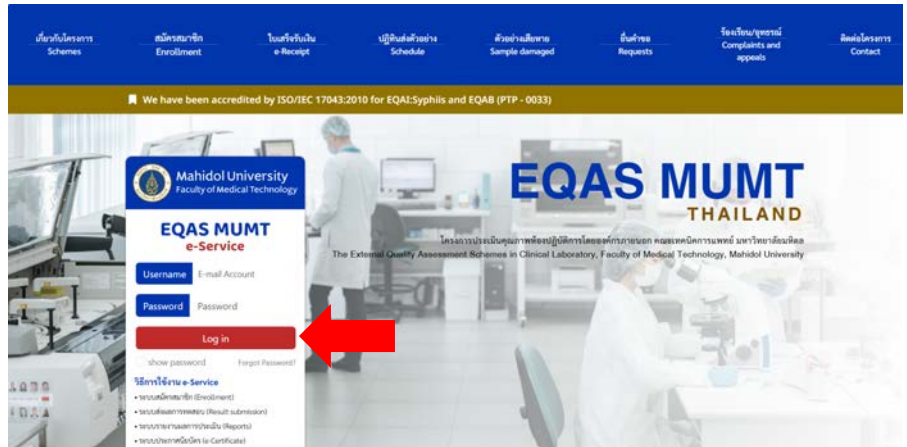 เกี่ยวกับโครงการ
Schemes
สมัครสมาชิก
Enrollment
ใบเสร็จรับเงิน
e-Receipt
ปฏิทินส่งตัวอย่าง
Schedule
ตัวอย่างเสียหาย
Sample damaged
ยื่นคำขอ
Requests
ร้องเรียน/อุทธรณ์
Complaints and
appeals
ติดต่อโครงการ
Contact
We have been accredited by ISO/IEC 17043:2010 for EQAI:Syphiis and EQAB (PTP - 0033)
Mahidol University
Faculty of Medical Technology
EQAS MUMT
e-Service
Username E-mail Account
Password Password
Log in
show password Forgot Password?
วิธีการใช้งาน e-Service
• ระบบสมัครสมาชิก (Enrollment)
• ระบบส่งผลการทดสอบ (Result submission)
• ระบบรายงานผลการประเมิน (Reports)
• ระบบประกาศนียบัตร (e-Certificate)
EQAS MUMT
THAILAND
โครงการประเมินคุณภาพห้องปฏิบัติการโดยองค์กรภายนอก คณะเทคนิคการแพทย์ มหาวิทยาลัยมหิดล
The External Quality Assessment Schemes in Clinical Laboratory, Faculty of Medical Technology, Mahidol University